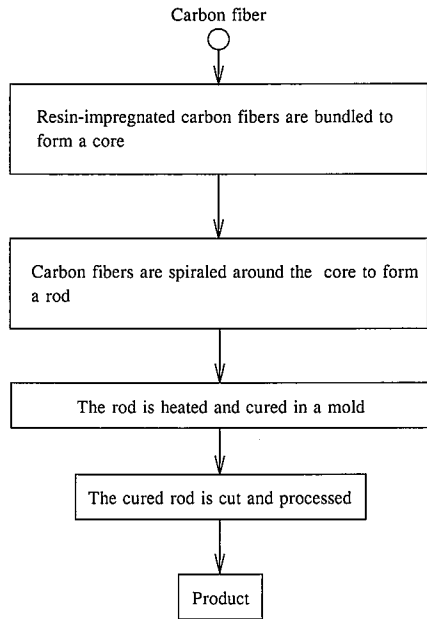 Carbon fiber
Resin-impregnated carbon fibers are bundled to
form a core
Carbon fibers are spiraled around the core to form
a rod
The rod is heated and cured in a mold
The cured rod is cut and processed
Product